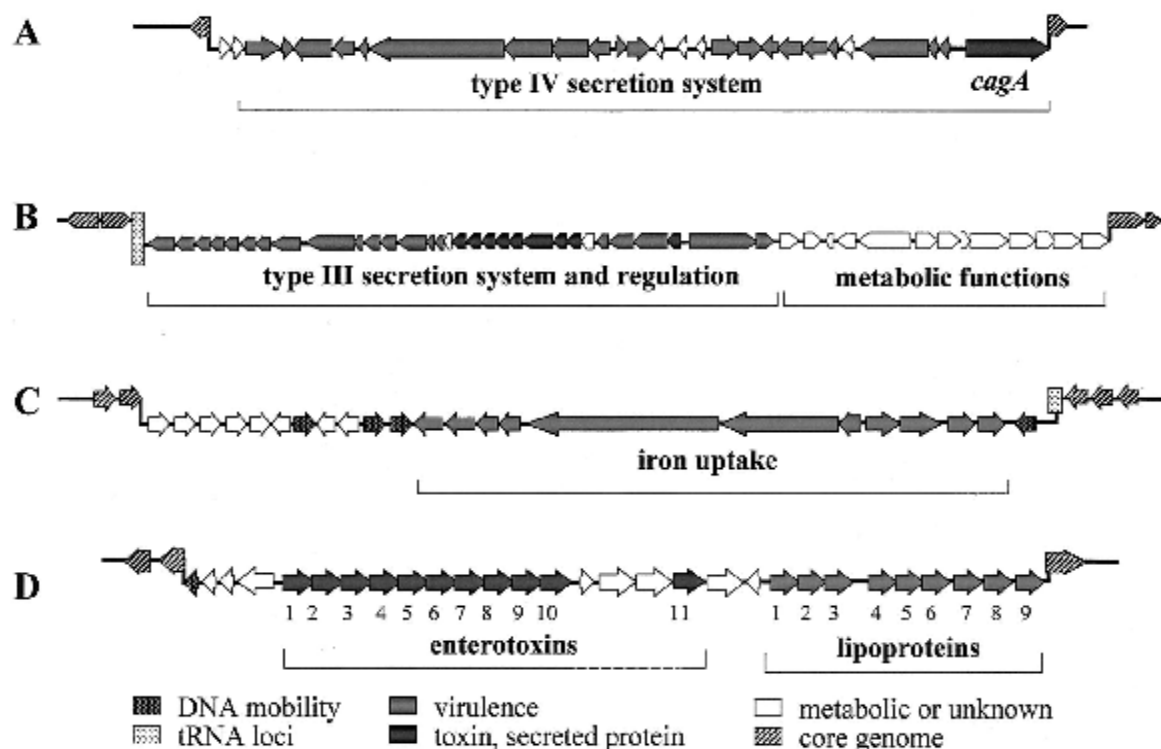 A
type IV secretion system
cagA
B
type III secretion system and regulation
metabolic functions
C
iron uptake
D
1 2 3 4 5 6 7 8 9 10 11
1 2 3 4 5 6 7 8 9
enterotoxins
lipoproteins
DNA mobility
virulence
metabolic or unknown
tRNA loci
toxin, secreted protein
core genome